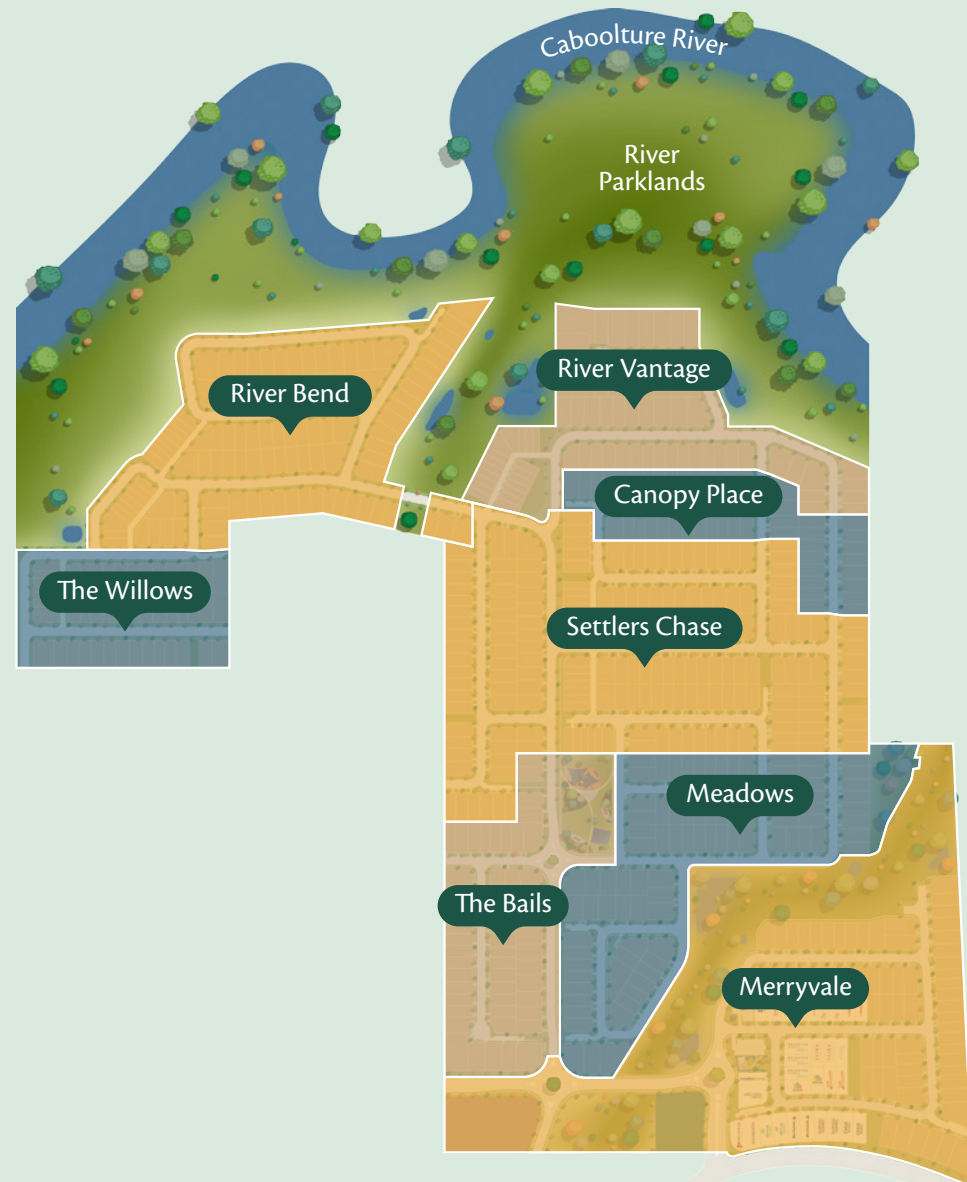 Caboolture River
River
Parklands
River Vantage
River Bend
Canopy Place
The Willows
Settlers Chase
Meadows
The Bails
Merryvale